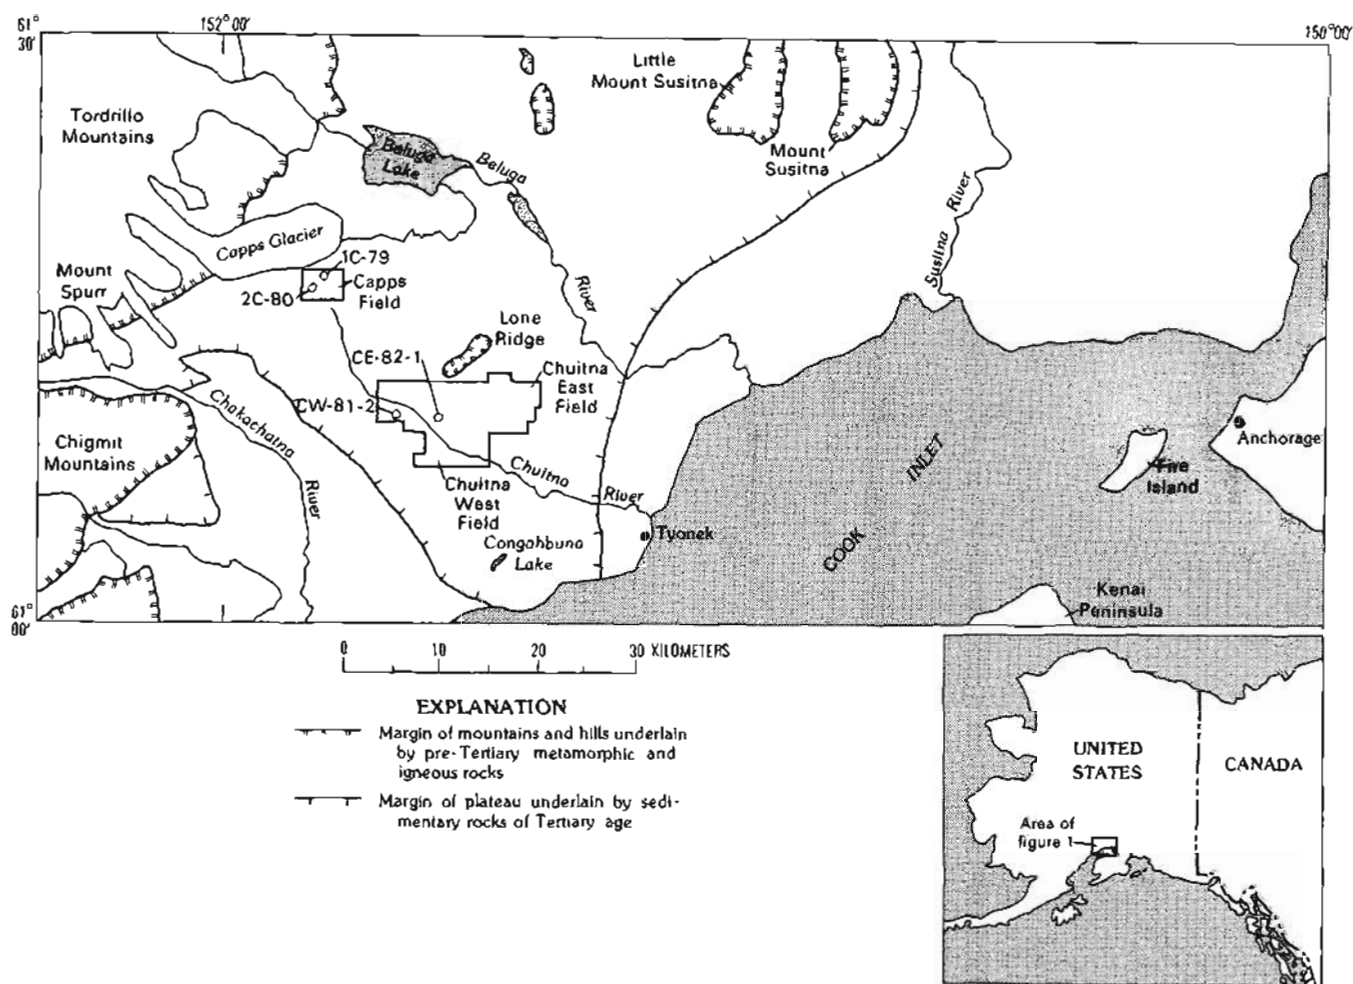 61°
30'
152°00'
150°00'
Tordrillo
Mountains
Little
Mount Susitna
Mount
Susitna
Beluga
Lake
Beluga
River
Susitna
River
Capps Glacier
1C-79
2C-80
Capps
Field
Mount
Spurr
Lone
Ridge
CE-82-1
Chuitna
East
Field
CW-81-2
Chakachatna
River
Chigmit
Mountains
Chuitna
River
Chuitna
West
Field
Congahbuna
Lake
Tyonek
COOK
INLET
Anchorage
Fire
Island
Kenai
Peninsula
61°
00'
0 10 20 30 KILOMETERS
EXPLANATION
Margin of mountains and hills underlain
by pre-Tertiary metamorphic and
igneous rocks
Margin of plateau underlain by sedi-
mentary rocks of Tertiary age
UNITED
STATES
CANADA
Area of
figure 1